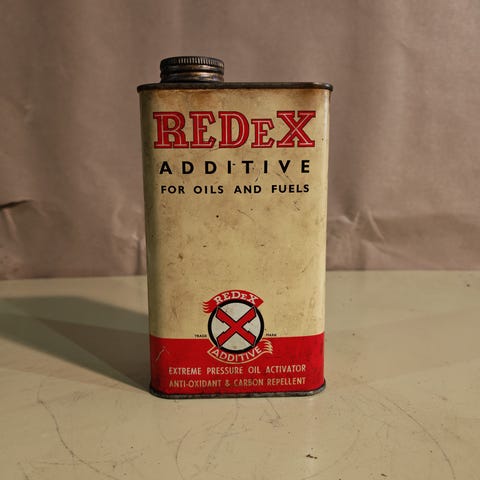 REDEX
ADDITIVE
FOR OILS AND FUELS
REDEX
TRADE MARK
ADDITIVE
EXTREME PRESSURE OIL ACTIVATOR
ANTI-OXIDANT & CARBON REPELLENT